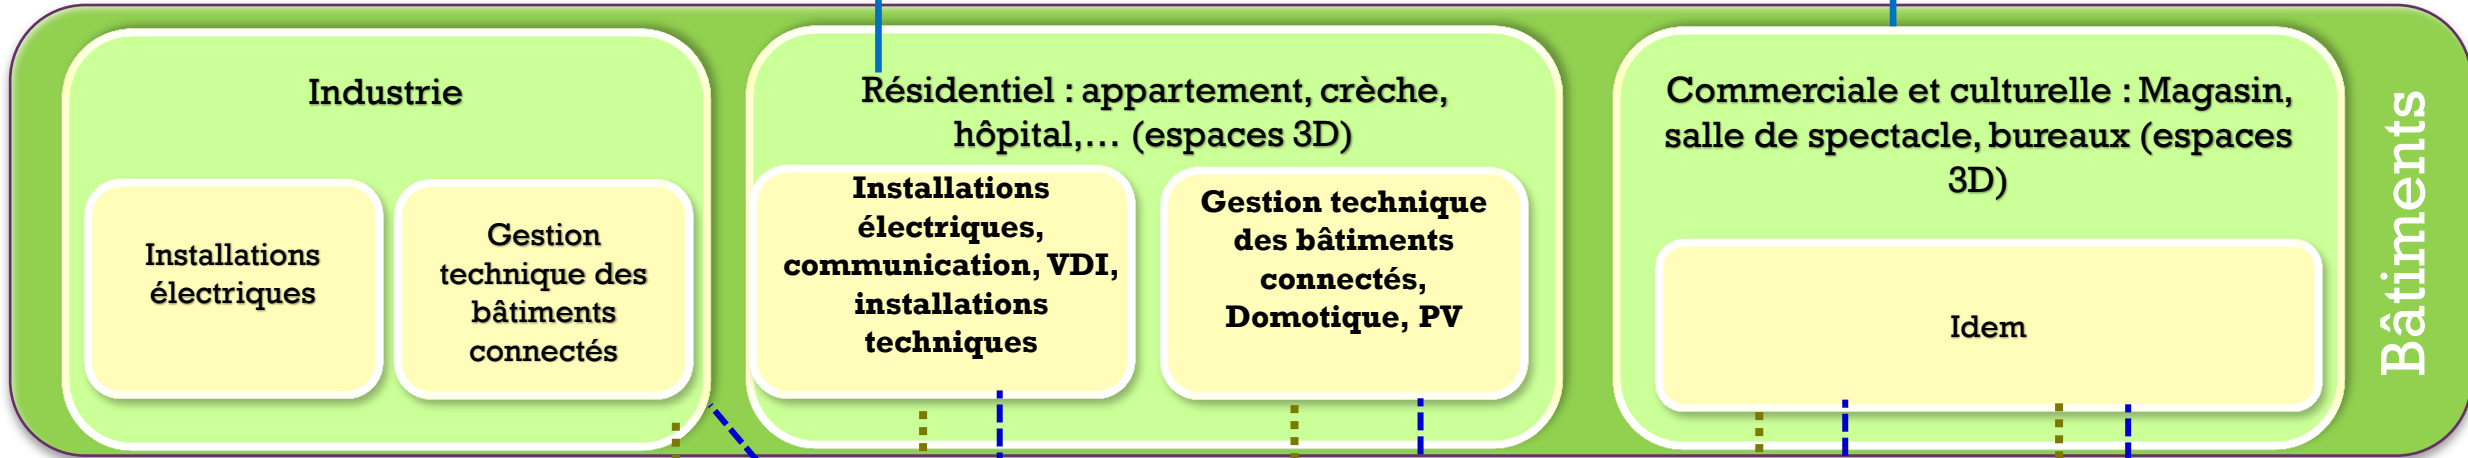 Industrie
Installations
électriques
Gestion
technique des
bâtiments
connectés
Résidentiel : appartement, crèche,
hôpital,… (espaces 3D)
Installations
électriques,
communication, VDI,
installations
techniques
Gestion technique
des bâtiments
connectés,
Domotique, PV
Commerciale et culturelle : Magasin,
salle de spectacle, bureaux (espaces
3D)
Idem
Bâtiments